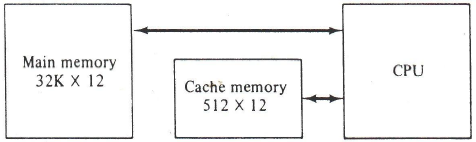 Main memory
32K × 12
Cache memory
512 × 12
CPU